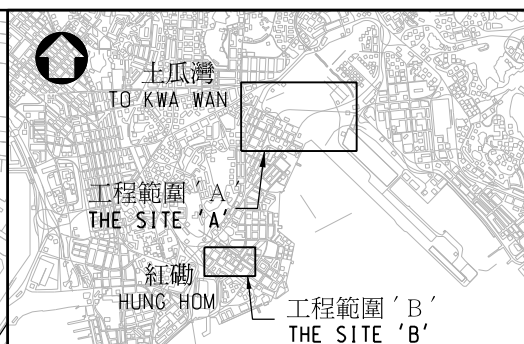 土瓜灣
TO KWA WAN
工程範圍 'A'
THE SITE 'A'
紅磡
HUNG HOM
工程範圍 'B'
THE SITE 'B'